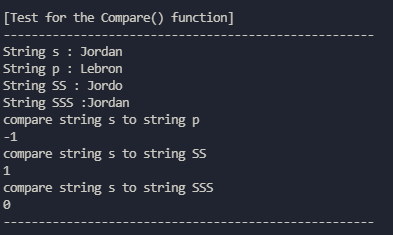 [Test for the Compare() function]
-----------------------------------------------------
String s : Jordan
String p : Lebron
String SS : Jordo
String SSS :Jordan
compare string s to string p
-1
compare string s to string SS
1
compare string s to string SSS
0
-----------------------------------------------------